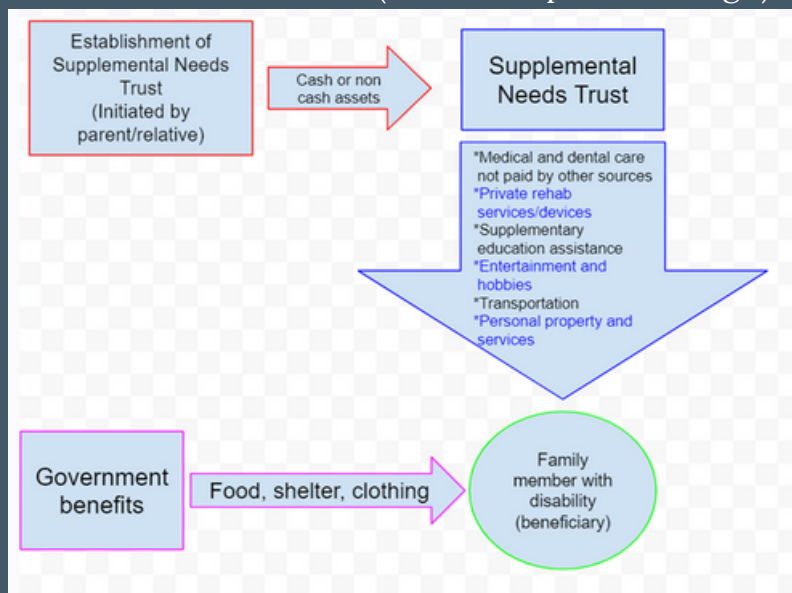 Establishment of
Supplemental Needs
Trust
(Initiated by
parent/relative)
Cash or non
cash assets
Supplemental
Needs Trust
*Medical and dental care
not paid by other sources
*Private rehab
services/devices
*Supplementary
education assistance
*Entertainment and
hobbies
*Transportation
*Personal property and
services
Government
benefits
Food, shelter, clothing
Family
member with
disability
(beneficiary)